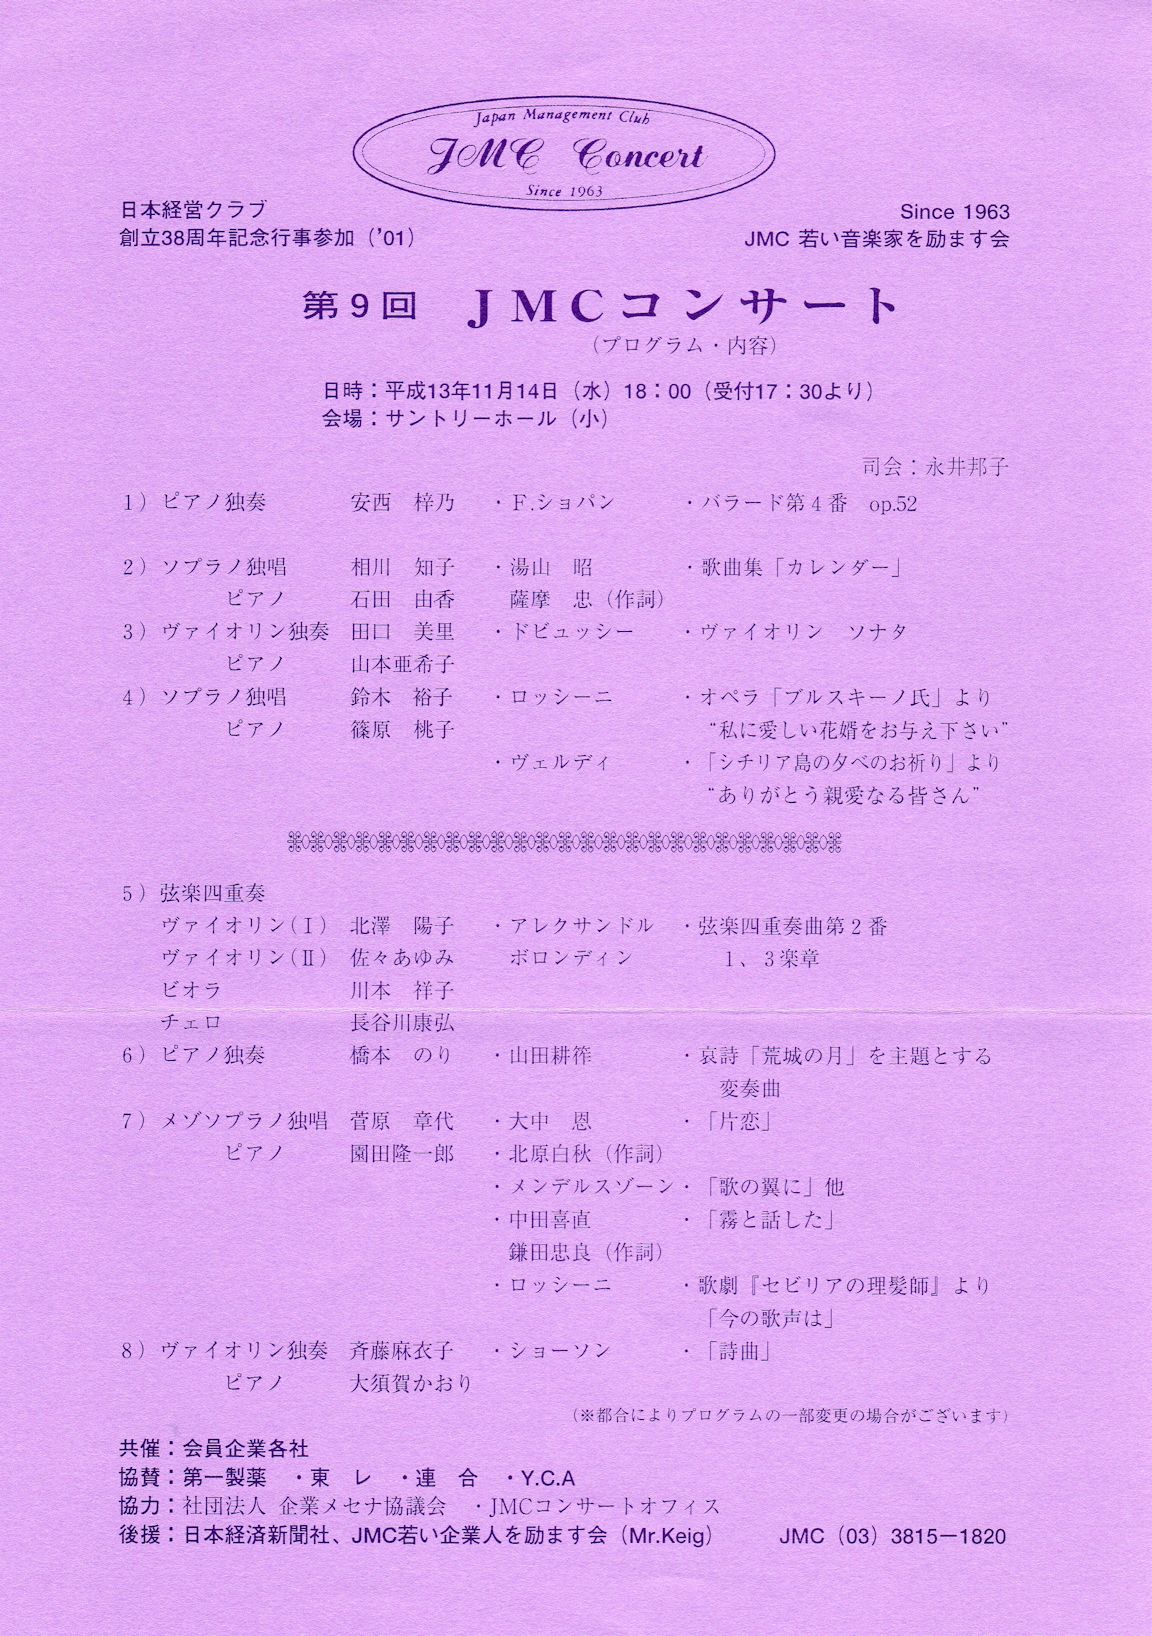 Japan Management Club
JMC Concert
Since 1963
日本経営クラブ
創立38周年記念行事参加（’01）
Since 1963
JMC 若い音楽家を励ます会
第9回 JMCコンサート
（プログラム・内容）
日時：平成13年11月14日（水）18：00（受付17：30より）
会場：サントリーホール（小）
司会：永井邦子
1）ピアノ独奏 安西 梓乃 ・F.ショパン ・バラード第4番 op.52
2）ソプラノ独唱 相川 知子 ・湯山 昭 ・歌曲集「カレンダー」
ピアノ 石田 由香 薩摩 忠（作詞）
3）ヴァイオリン独奏 田口 美里 ・ドビュッシー ・ヴァイオリン ソナタ
ピアノ 山本亜希子
4）ソプラノ独唱 鈴木 裕子 ・ロッシーニ ・オペラ「ブルスキーノ氏」より
ピアノ 篠原 桃子 “私に愛しい花婿をお与え下さい”
・ヴェルディ ・「シチリア島の夕べのお祈り」より
“ありがとう親愛なる皆さん”
5）弦楽四重奏
ヴァイオリン(Ⅰ) 北澤 陽子 ・アレクサンドル ・弦楽四重奏曲第2番
ヴァイオリン(Ⅱ) 佐々あゆみ ボロンディン 1、3楽章
ビオラ 川本 祥子
チェロ 長谷川康弘
6）ピアノ独奏 橋本 のり ・山田耕筰 ・哀詩「荒城の月」を主題とする
変奏曲
7）メゾソプラノ独唱 菅原 章代 ・大中 恩 ・「片恋」
ピアノ 園田隆一郎 ・北原白秋（作詞）
・メンデルスゾーン・「歌の翼に」他
・中田喜直 ・「霧と話した」
鎌田忠良（作詞）
・ロッシーニ ・歌劇『セビリアの理髪師』より
「今の歌声は」
8）ヴァイオリン独奏 斉藤麻衣子 ・ショーソン ・「詩曲」
ピアノ 大須賀かおり
（※都合によりプログラムの一部変更の場合がございます）
共催：会員企業各社
協賛：第一製薬 ・東 レ ・連 合 ・Y.C.A
協力：社団法人 企業メセナ協議会 ・JMCコンサートオフィス
後援：日本経済新聞社、JMC若い企業人を励ます会（Mr.Keig） JMC（03）3815－1820